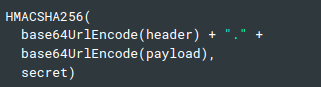 HMACSHA256(
  base64UrlEncode(header) + "." +
  base64UrlEncode(payload),
  secret)